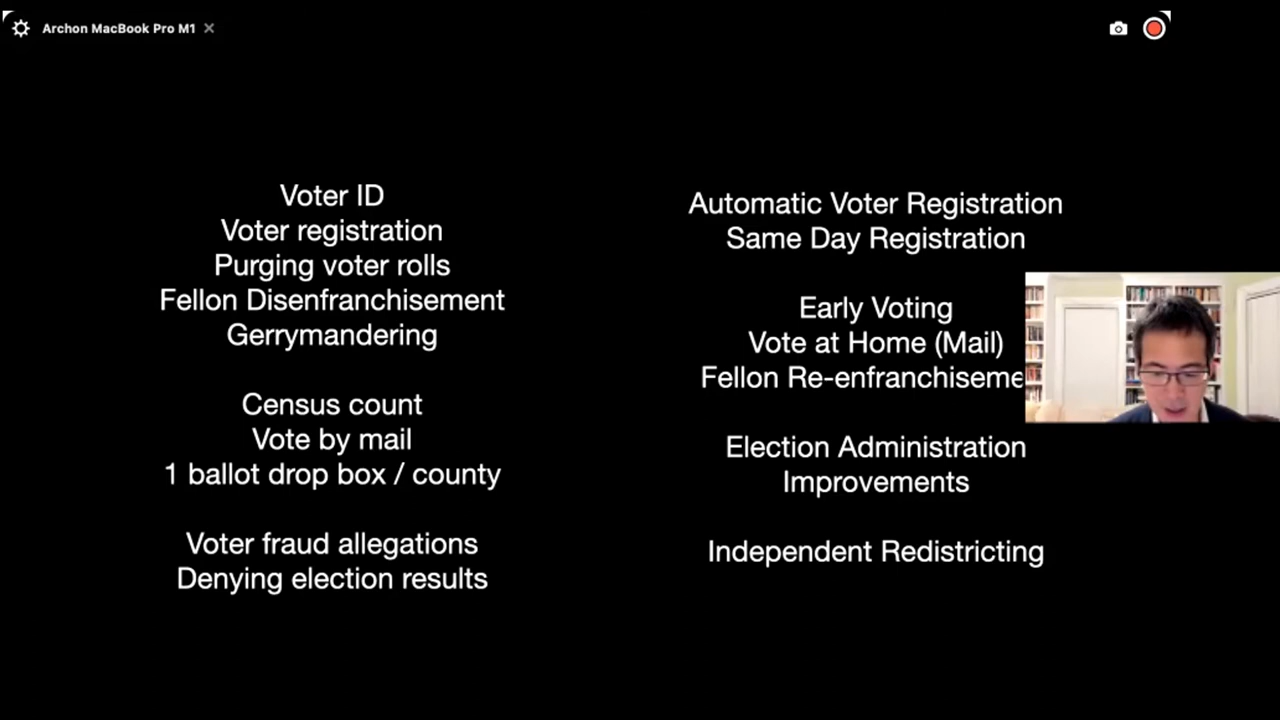 Archon MacBook Pro M1
Voter ID
Voter registration
Purging voter rolls
Fellon Disenfranchisement
Gerrymandering
Census count
Vote by mail
1 ballot drop box / county
Voter fraud allegations
Denying election results
Automatic Voter Registration
Same Day Registration
Early Voting
Vote at Home (Mail)
Fellon Re-enfranchiseme
Election Administration
Improvements
Independent Redistricting